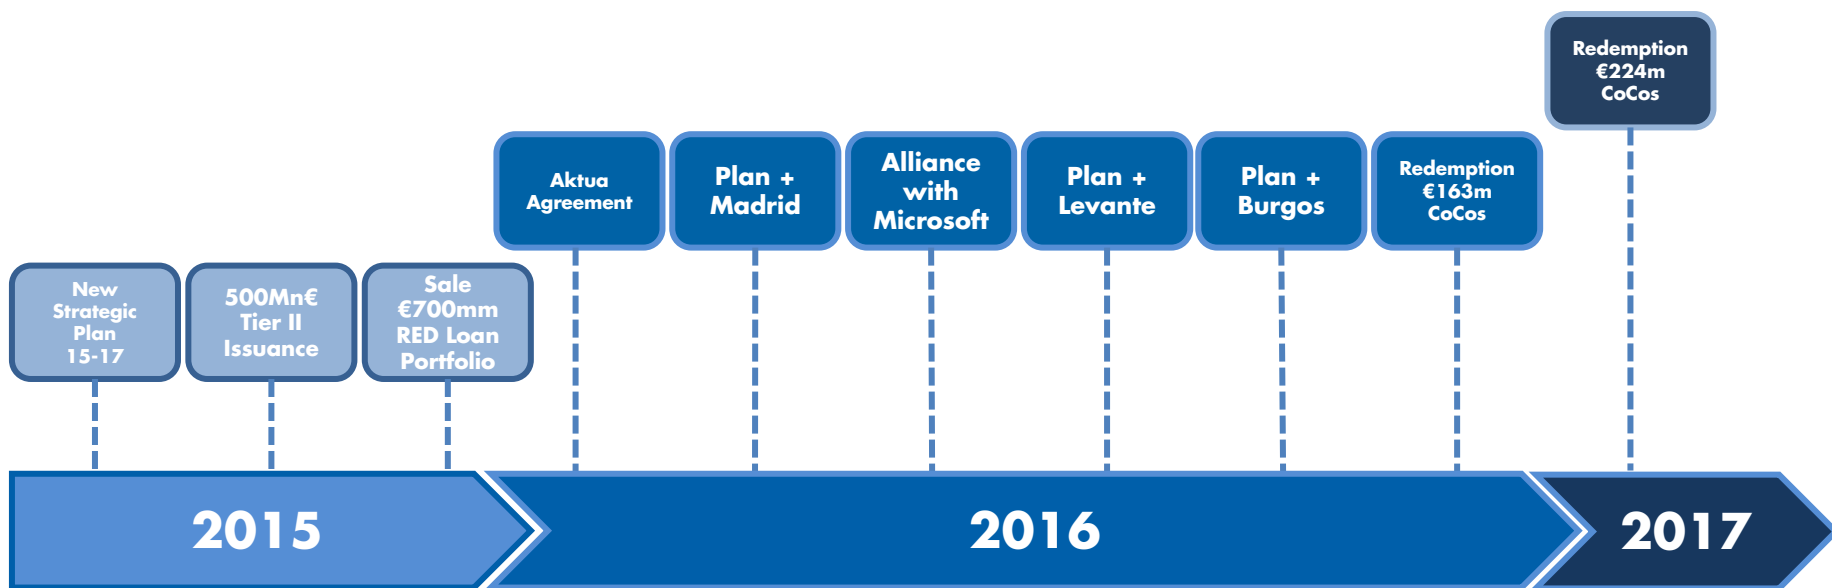 New
Strategic
Plan
15-17
500Mn€
Tier II
Issuance
Sale
€700mm
RED Loan
Portfolio
Aktua
Agreement
Plan +
Madrid
Alliance
with
Microsoft
Plan +
Levante
Plan +
Burgos
Redemption
€163m
CoCos
Redemption
€224m
CoCos
2015
2016
2017